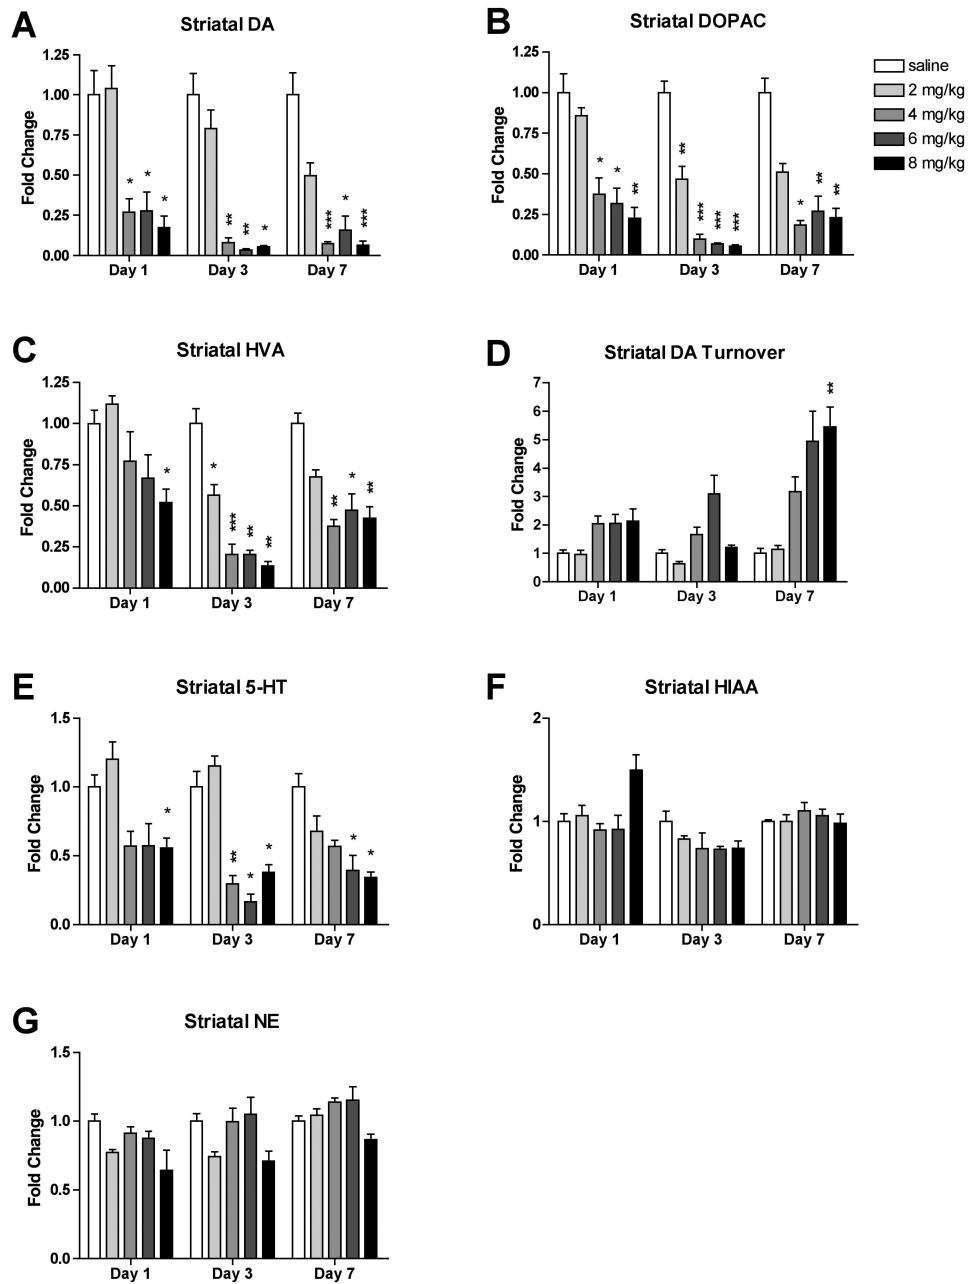 A
Striatal DA
Fold Change
1.25
1.00
0.75
0.50
0.25
0.00
* * *
** ** *
*** * ***
Day 1 Day 3 Day 7
B
Striatal DOPAC
Fold Change
1.25
1.00
0.75
0.50
0.25
0.00
* * **
** *** *** ***
* ** **
Day 1 Day 3 Day 7
saline
2 mg/kg
4 mg/kg
6 mg/kg
8 mg/kg
C
Striatal HVA
Fold Change
1.25
1.00
0.75
0.50
0.25
0.00
*
* *** ** **
** * **
Day 1 Day 3 Day 7
D
Striatal DA Turnover
Fold Change
7
6
5
4
3
2
1
0
**
Day 1 Day 3 Day 7
E
Striatal 5-HT
Fold Change
1.5
1.0
0.5
0.0
*
** * *
* *
Day 1 Day 3 Day 7
F
Striatal HIAA
Fold Change
2
1
0
Day 1 Day 3 Day 7
G
Striatal NE
Fold Change
1.5
1.0
0.5
0.0
Day 1 Day 3 Day 7